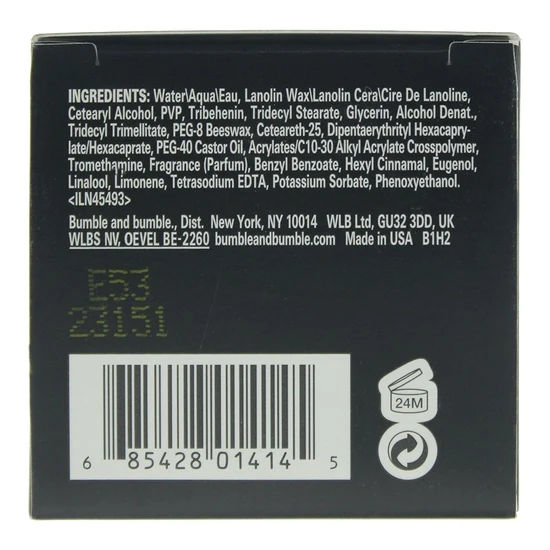 INGREDIENTS: Water\Aqua\Eau, Lanolin Wax\Lanolin Cera\Cire De Lanoline,
Cetearyl Alcohol, PVP, Tribehenin, Tridecyl Stearate, Glycerin, Alcohol Denat.,
Tridecyl Trimellitate, PEG-8 Beeswax, Ceteareth-25, Dipentaerythrityl Hexacapry-
late/Hexacaprate, PEG-40 Castor Oil, Acrylates/C10-30 Alkyl Acrylate Crosspolymer,
Tromethamine, Fragrance (Parfum), Benzyl Benzoate, Hexyl Cinnamal, Eugenol,
Linalool, Limonene, Tetrasodium EDTA, Potassium Sorbate, Phenoxyethanol.
<ILN45493>
Bumble and bumble., Dist. New York, NY 10014 WLB Ltd, GU32 3DD, UK
WLBS NV, OEVEL BE-2260 bumbleandbumble.com Made in USA B1H2
E53
23151
24M
6 85428 01414 5